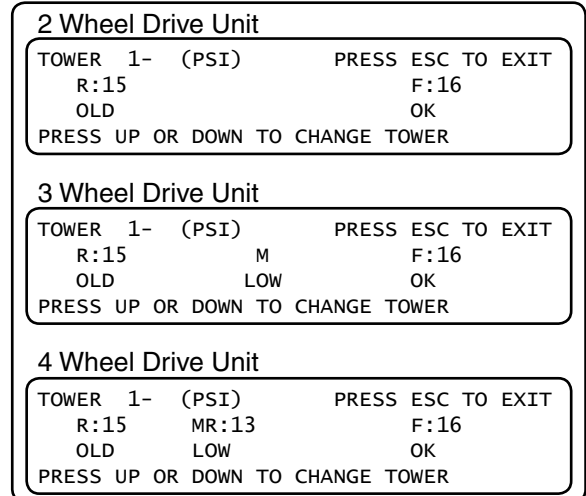 2 Wheel Drive Unit
TOWER 1- (PSI) PRESS ESC TO EXIT
R:15 F:16
OLD OK
PRESS UP OR DOWN TO CHANGE TOWER
3 Wheel Drive Unit
TOWER 1- (PSI) PRESS ESC TO EXIT
R:15 M F:16
OLD LOW OK
PRESS UP OR DOWN TO CHANGE TOWER
4 Wheel Drive Unit
TOWER 1- (PSI) PRESS ESC TO EXIT
R:15 MR:13 F:16
OLD LOW OK
PRESS UP OR DOWN TO CHANGE TOWER